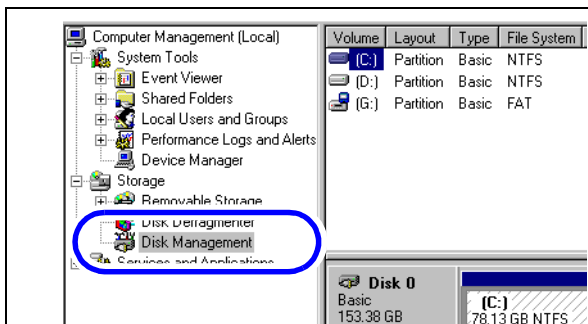 Computer Management (Local)
System Tools
Event Viewer
Shared Folders
Local Users and Groups
Performance Logs and Alerts
Device Manager
Storage
Removable Storage
Disk Defragmenter
Disk Management
Services and Applications
Volume Layout Type File System
(C:) Partition Basic NTFS
(D:) Partition Basic NTFS
(G:) Partition Basic FAT
Disk 0
Basic
153.38 GB
(C:)
78.13 GB NTFS